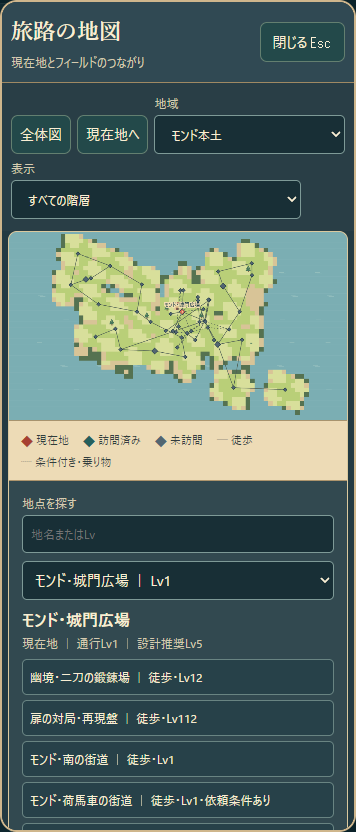 旅路の地図
現在地とフィールドのつながり
閉じる Esc
全体図
現在地へ
地域
モンド本土
表示
すべての階層
モンド・城門広場
現在地
訪問済み
未訪問
徒歩
条件付き・乗り物
地点を探す
地名またはLv
モンド・城門広場 | Lv1
モンド・城門広場
現在地 | 通行Lv1 | 設計推奨Lv5
幽境・二刀の鍛錬場 | 徒歩・Lv12
扉の対局・再現盤 | 徒歩・Lv112
モンド・南の街道 | 徒歩・Lv1
モンド・荷馬車の街道 | 徒歩・Lv1・依頼条件あり